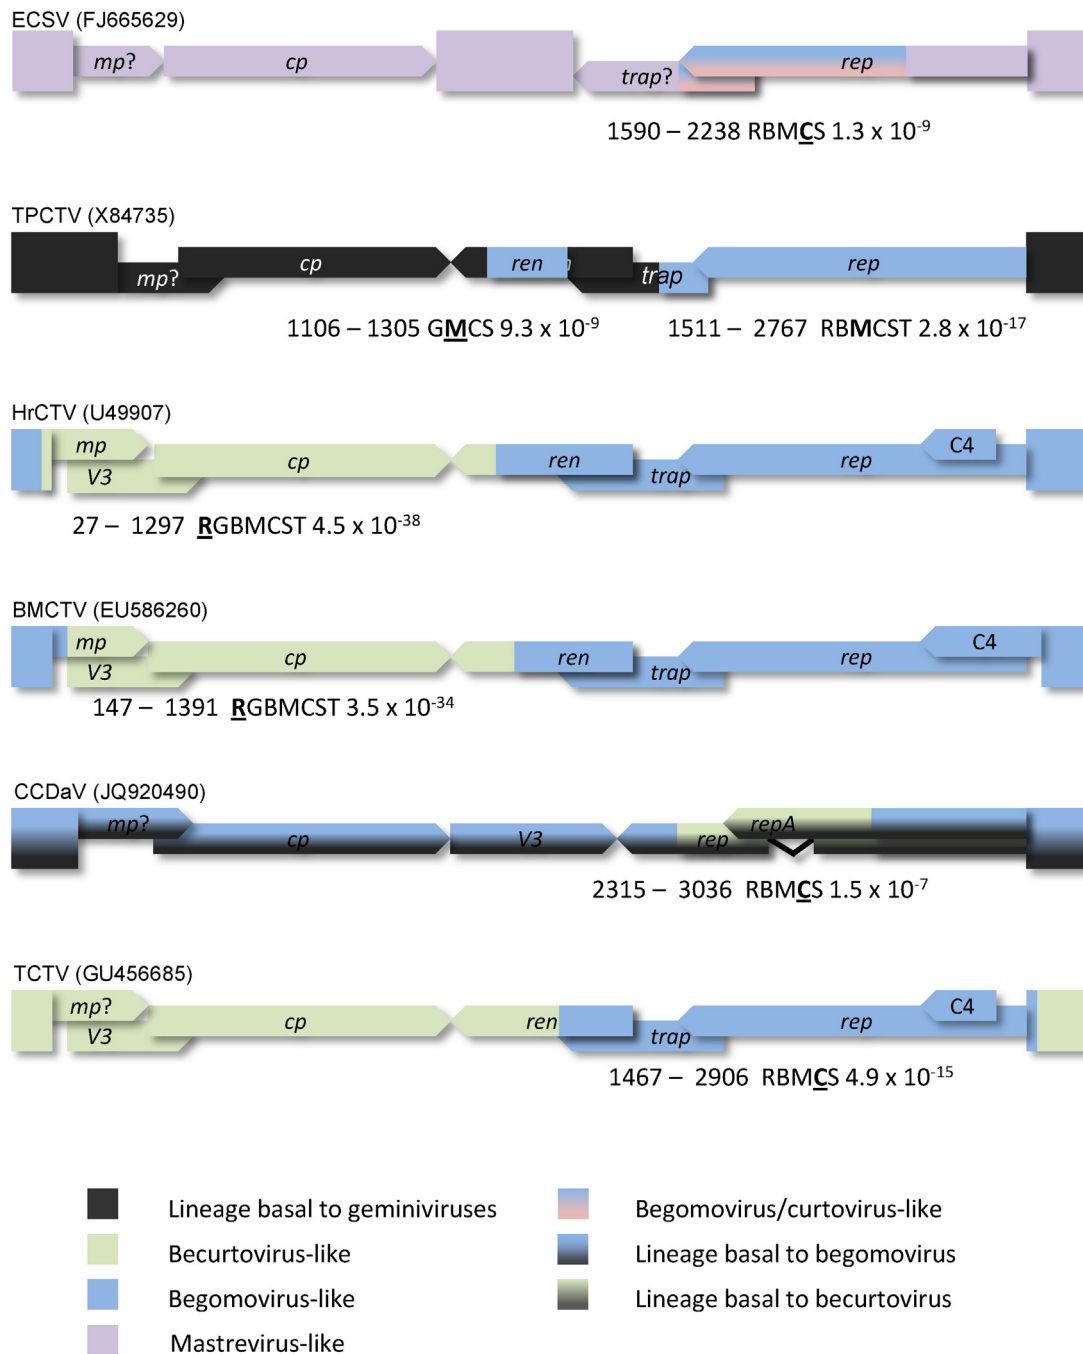 ECSV (FJ665629)
mp? cp trap? rep
1590 – 2238 RBMCS 1.3 x 10-9
TPCTV (X84735)
mp? cp ren trap rep
1106 – 1305 GMCS 9.3 x 10-9 1511 – 2767 RBMCST 2.8 x 10-17
HrCTV (U49907)
mp C4
V3 cp ren trap rep
27 – 1297 RGBMCST 4.5 x 10-38
BMCTV (EU586260)
mp C4
V3 cp ren trap rep
147 – 1391 RGBMCST 3.5 x 10-34
CCDaV (JQ920490)
mp? repA
cp V3 rep
2315 – 3036 RBMCS 1.5 x 10-7
TCTV (GU456685)
mp? C4
V3 cp ren trap rep
1467 – 2906 RBMCS 4.9 x 10-15
Lineage basal to geminiviruses
Becurtovirus-like
Begomovirus-like
Mastrevirus-like
Begomovirus/curtovirus-like
Lineage basal to begomovirus
Lineage basal to becurtovirus